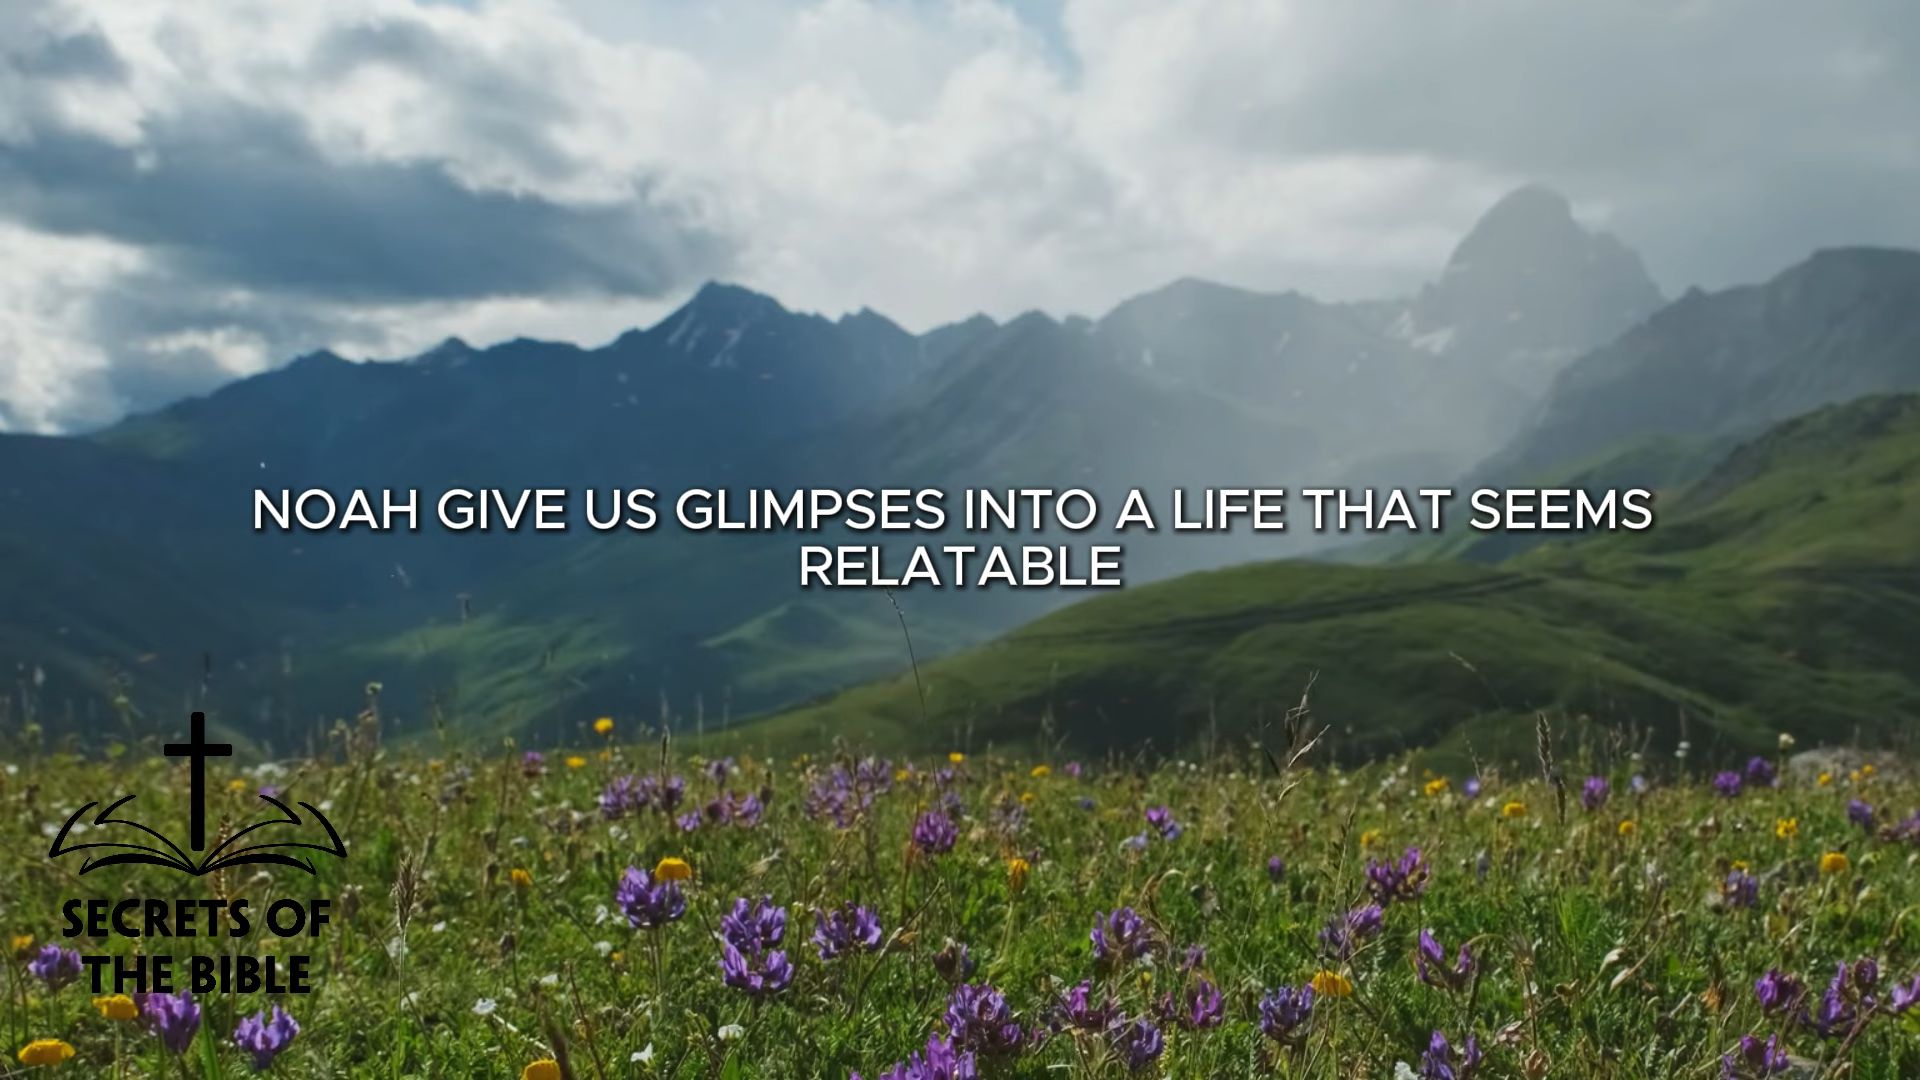 NOAH GIVE US GLIMPSES INTO A LIFE THAT SEEMS
RELATABLE
SECRETS OF
THE BIBLE